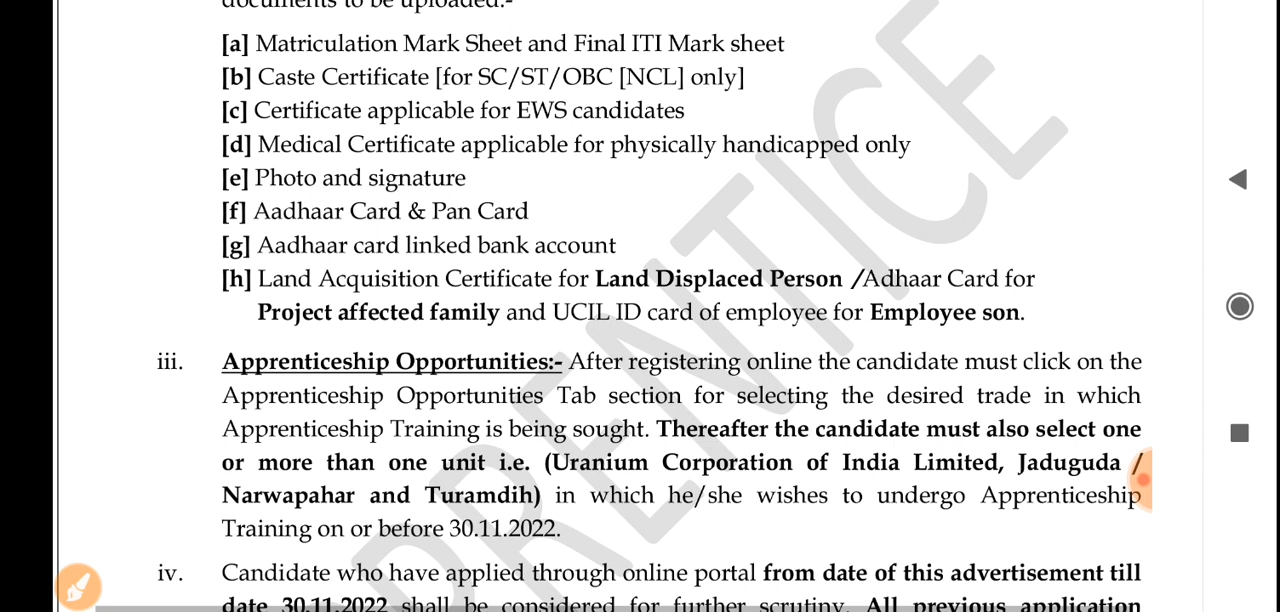 documents to be uploaded:-
[a] Matriculation Mark Sheet and Final ITI Mark sheet
[b] Caste Certificate [for SC/ST/OBC [NCL] only]
[c] Certificate applicable for EWS candidates
[d] Medical Certificate applicable for physically handicapped only
[e] Photo and signature
[f] Aadhaar Card & Pan Card
[g] Aadhaar card linked bank account
[h] Land Acquisition Certificate for Land Displaced Person /Adhaar Card for
Project affected family and UCIL ID card of employee for Employee son.
iii. Apprenticeship Opportunities:- After registering online the candidate must click on the
Apprenticeship Opportunities Tab section for selecting the desired trade in which
Apprenticeship Training is being sought. Thereafter the candidate must also select one
or more than one unit i.e. (Uranium Corporation of India Limited, Jaduguda /
Narwapahar and Turamdih) in which he/she wishes to undergo Apprenticeship
Training on or before 30.11.2022.
iv. Candidate who have applied through online portal from date of this advertisement till
date 30.11.2022 shall be considered for further scrutiny. All previous application
PRENTICE